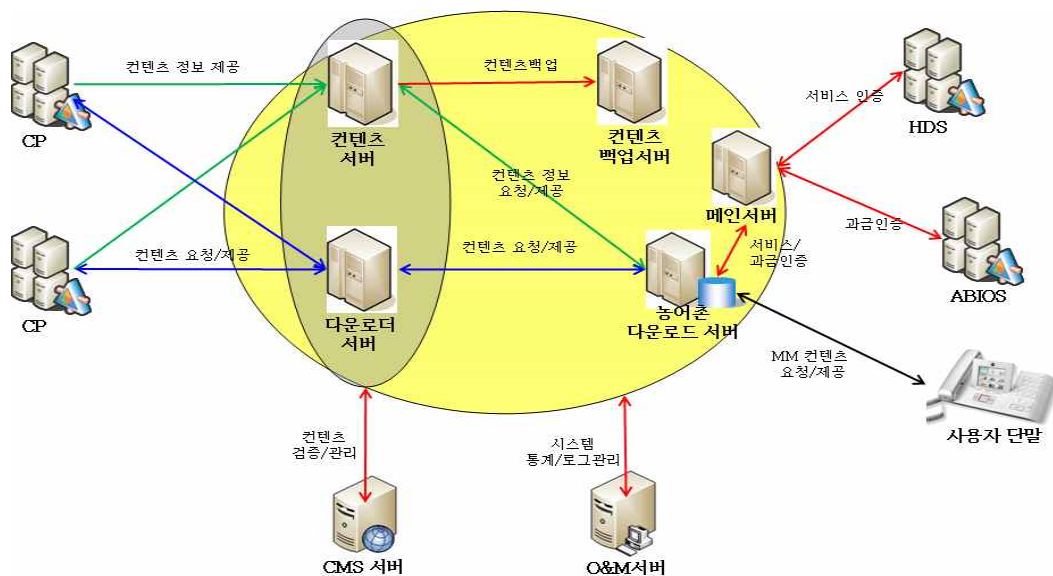 컨텐츠 정보 제공
CP
컨텐츠
서버
컨텐츠백업
컨텐츠
백업서버
서비스 인증
HDS
컨텐츠 정보
요청/제공
메인서버
과금인증
ABIOS
CP
컨텐츠 요청/제공
다운로더
서버
컨텐츠 요청/제공
서비스/
과금인증
농어촌
다운로드 서버
MM 컨텐츠
요청/제공
사용자 단말
컨텐츠
검증/관리
CMS 서버
시스템
통계/로그관리
O&M서버